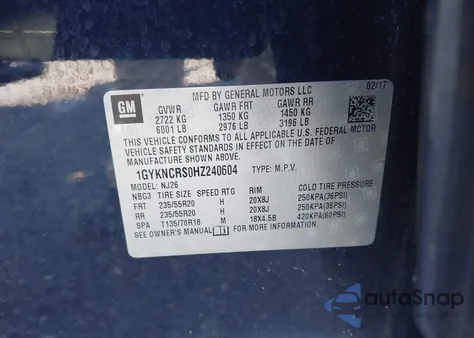 MFD BY GENERAL MOTORS LLC
02/17
GM
GVWR GAWR FRT GAWR RR
2722 KG 1350 KG 1450 KG
6001 LB 2976 LB 3196 LB
THIS VEHICLE CONFORMS TO ALL APPLICABLE U.S. FEDERAL MOTOR
VEHICLE SAFETY AND THEFT PREVENTION STANDARDS IN
EFFECT ON THE DATE OF MANUFACTURE SHOWN ABOVE.
1GYKNCRS0HZ240604 TYPE: M.P.V.
MODEL: NJ26
NBG3 TIRE SIZE SPEED RTG RIM COLD TIRE PRESSURE
FRT 235/55R20 H 20X8J 250KPA(36PSI)
RR 235/55R20 H 20X8J 250KPA(36PSI)
SPA T135/70R18 M 18X4.5B 420KPA(60PSI)
SEE OWNER'S MANUAL FOR MORE INFORMATION.
autoSnap